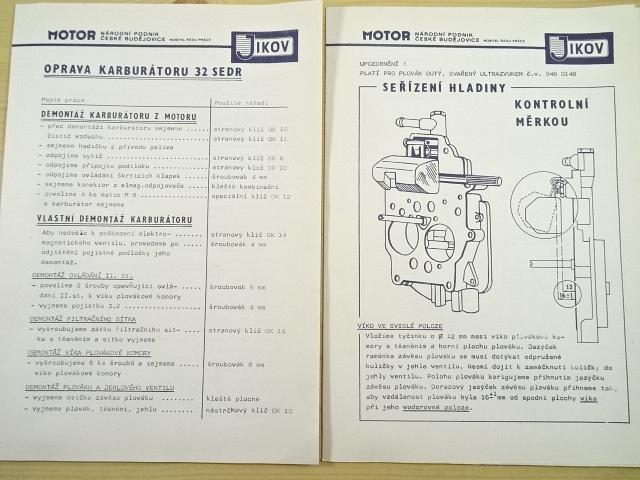 MOTOR NÁRODNÍ PODNIK
ČESKÉ BUDĚJOVICE NOSITEL ŘÁDU PRÁCE
JIKOV
OPRAVA KARBURÁTORU 32 SEDR
Popis práce Použité nářadí
DEMONTÁŽ KARBURÁTORU Z MOTORU
- před demontáží karburátoru sejmeme ...... stranový klíč OK 10
čistič vzduchu ...... stranový klíč OK 12
- sejmeme hadičku z přívodu paliva
- odpojíme sytič ...... stranový klíč OK 8
- odpojíme přípojku podtlaku ...... stranový klíč OK 10
- odpojíme ovládání škrticích klapek ...... šroubovák 4 mm
- sejmeme konektor z elmag.odpojovače ...... kleště kombinační
- povolíme 4 ks matic M 8 ...... speciální klíč OK 12
a karburátor sejmeme
VLASTNÍ DEMONTÁŽ KARBURÁTORU
Aby nedošlo k poškození elektro- ...... stranový klíč OK 14
magnetického ventilu, provedeme po ..... šroubovák 4 mm
odjištění pojistné podložky jeho
demontáž.
DEMONTÁŽ OVLÁDÁNÍ II. St.
- povolíme 2 šrouby upevňující ovlá- šroubovák 6 mm
dání II.st. k víku plovákové komory
- vyjmeme pojistku 1,2 ...... šroubovák 4 mm
DEMONTÁŽ FILTRAČNÍHO SÍTKA
- vyšroubujeme zátku filtračního sít- stranový klíč OK 14
ka s těsněním a sítko vyjmeme
DEMONTÁŽ VÍKA PLOVÁKOVÉ KOMORY
- vyšroubujeme 6 ks šroubů a sejmeme ..... šroubovák 8 mm
víko plovákové komory
DEMONTÁŽ PLOVÁKU A JEHLOVÉHO VENTILU
- vyjmeme osičku závěsu plováku ...... kleště ploché
- vyjmeme plovák, těsnění, jehlu ...... nástrčkový klíč OK 10
MOTOR NÁRODNÍ PODNIK
ČESKÉ BUDĚJOVICE NOSITEL ŘÁDU PRÁCE
JIKOV
UPOZORNĚNÍ !
PLATÍ PRO PLOVÁK DUTÝ, SVAŘENÝ ULTRAZVUKEM č.v. 946 0148
SEŘÍZENÍ HLADINY
KONTROLNÍ
MĚRKOU
12
16±1
VÍKO VE SVISLÉ POLOZE
Vložíme tyčinku o Ø 12 mm mezi víko plovákové ko-
mory s těsněním a horní plochu plováku. Jazýček
raménka závěsu plováku se musí dotýkat odpružené
kuličky v jehle ventilu. Nesmí dojít k zamáčknutí kuličky do
jehly ventilu. Polohu plováku korigujeme přihnutím jazýčku
závěsu plováku. Dorazový jazýček závěsu plováku přihneme tak,
aby vzdálenost plováku byla 16±1mm od spodní plochy víka
při jeho vodorovné poloze.